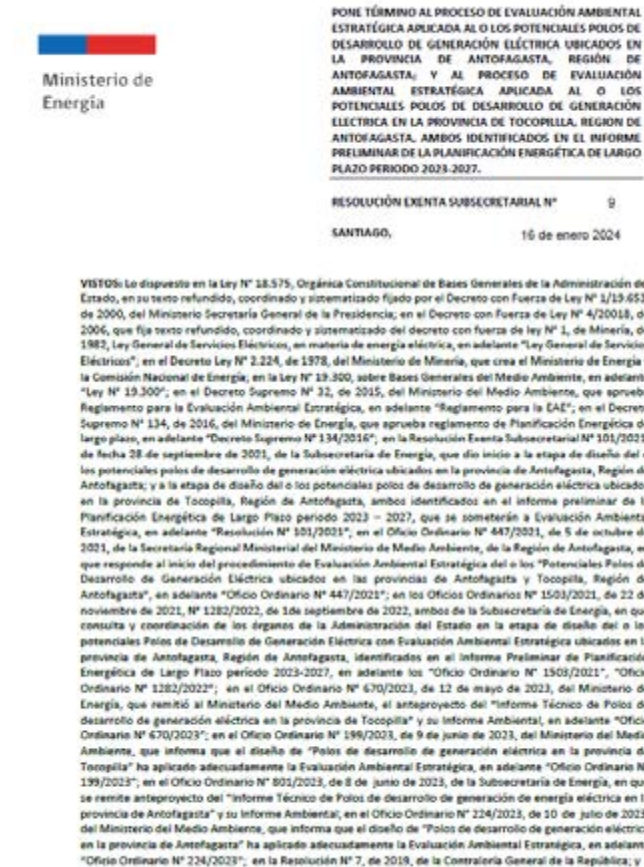 PONE TÉRMINO AL PROCESO DE EVALUACIÓN AMBIENTAL
ESTRATÉGICA APLICADA AL O LOS POTENCIALES POLOS DE
DESARROLLO DE GENERACIÓN ELÉCTRICA UBICADOS EN
LA PROVINCIA DE ANTOFAGASTA, REGIÓN DE
ANTOFAGASTA; Y AL PROCESO DE EVALUACIÓN
AMBIENTAL ESTRATÉGICA APLICADA AL O LOS
POTENCIALES POLOS DE DESARROLLO DE GENERACIÓN
ELECTRICA EN LA PROVINCIA DE TOCOPILLLA, REGION DE
ANTOFAGASTA, AMBOS IDENTIFICADOS EN EL INFORME
PRELIMINAR DE LA PLANIFICACIÓN ENERGÉTICA DE LARGO
PLAZO PERIODO 2023-2027.
Ministerio de
Energía
RESOLUCIÓN EXENTA SUBSECRETARIAL N° 9
SANTIAGO, 16 de enero 2024
VISTOS: Lo dispuesto en la Ley N° 18.575, Orgánica Constitucional de Bases Generales de la Administración de
Estado, en su texto refundido, coordinado y sistematizado fijado por el Decreto con Fuerza de Ley N° 1/19.653
de 2000, del Ministerio Secretaría General de la Presidencia; en el Decreto con Fuerza de Ley N° 4/20018, de
2006, que fija texto refundido, coordinado y sistematizado del decreto con fuerza de ley N° 1, de Minería, de
1982, Ley General de Servicios Eléctricos, en materia de energía eléctrica, en adelante "Ley General de Servicio
Eléctricos"; en el Decreto Ley N° 2.224, de 1978, del Ministerio de Minería, que crea el Ministerio de Energía
la Comisión Nacional de Energía; en la Ley N° 19.300, sobre Bases Generales del Medio Ambiente, en adelante
"Ley N° 19.300"; en el Decreto Supremo N° 32, de 2015, del Ministerio del Medio Ambiente, que aprueba
Reglamento para la Evaluación Ambiental Estratégica, en adelante "Reglamento para la EAE"; en el Decreto
Supremo N° 134, de 2016, del Ministerio de Energía, que aprueba reglamento de Planificación Energética de
largo plazo, en adelante "Decreto Supremo N° 134/2016"; en la Resolución Exenta Subsecretarial N° 101/2021
de fecha 28 de septiembre de 2021, de la Subsecretaría de Energía, que dio inicio a la etapa de diseño del
los potenciales polos de desarrollo de generación eléctrica ubicados en la provincia de Antofagasta, Región de
Antofagasta; y a la etapa de diseño del o los potenciales polos de desarrollo de generación eléctrica ubicado
en la provincia de Tocopilla, Región de Antofagasta, ambos identificados en el informe preliminar de
Planificación Energética de Largo Plazo periodo 2023 – 2027, que se someterán a Evaluación Ambienta
Estratégica, en adelante "Resolución N° 101/2021", en el Oficio Ordinario N° 447/2021, de 5 de octubre de
2021, de la Secretaría Regional Ministerial del Ministerio de Medio Ambiente, de la Región de Antofagasta, en
que responde al inicio del procedimiento de Evaluación Ambiental Estratégica del o los "Potenciales Polos de
Desarrollo de Generación Eléctrica ubicados en las provincias de Antofagasta y Tocopilla, Región de
Antofagasta", en adelante "Oficio Ordinario N° 447/2021"; en los Oficios Ordinarios N° 1503/2021, de 22 de
noviembre de 2021, N° 1282/2022, de 1de septiembre de 2022, ambos de la Subsecretaría de Energía, en que
consulta y coordinación de los órganos de la Administración del Estado en la etapa de diseño del o lo
potenciales Polos de Desarrollo de Generación Eléctrica con Evaluación Ambiental Estratégica ubicados en l
provincia de Antofagasta, Región de Antofagasta, identificados en el Informe Preliminar de Planificació
Energética de Largo Plazo período 2023-2027, en adelante los "Oficio Ordinario N° 1503/2021", "Oficio
Ordinario N° 1282/2022"; en el Oficio Ordinario N° 670/2023, de 12 de mayo de 2023, del Ministerio d
Energía, que remitió al Ministerio del Medio Ambiente, el anteproyecto del "Informe Técnico de Polos de
desarrollo de generación eléctrica en la provincia de Tocopilla" y su Informe Ambiental, en adelante "Oficio
Ordinario N° 670/2023"; en el Oficio Ordinario N° 199/2023, de 9 de junio de 2023, del Ministerio del Medi
Ambiente, que informa que el diseño de "Polos de desarrollo de generación eléctrica en la provincia de
Tocopilla" ha aplicado adecuadamente la Evaluación Ambiental Estratégica, en adelante "Oficio Ordinario N
199/2023"; en el Oficio Ordinario N° 801/2023, de 8 de junio de 2023, de la Subsecretaría de Energía, en qu
se remite anteproyecto del "Informe Técnico de Polos de desarrollo de generación de energía eléctrica en l
provincia de Antofagasta" y su Informe Ambiental, en el Oficio Ordinario N° 224/2023, de 10 de julio de 2023
del Ministerio del Medio Ambiente, que informa que el diseño de "Polos de desarrollo de generación eléctric
en la provincia de Antofagasta" ha aplicado adecuadamente la Evaluación Ambiental Estratégica, en adelant
"Oficio Ordinario N° 224/2023"; en la Resolución N° 7, de 2019, de la Contraloría General de la República; y